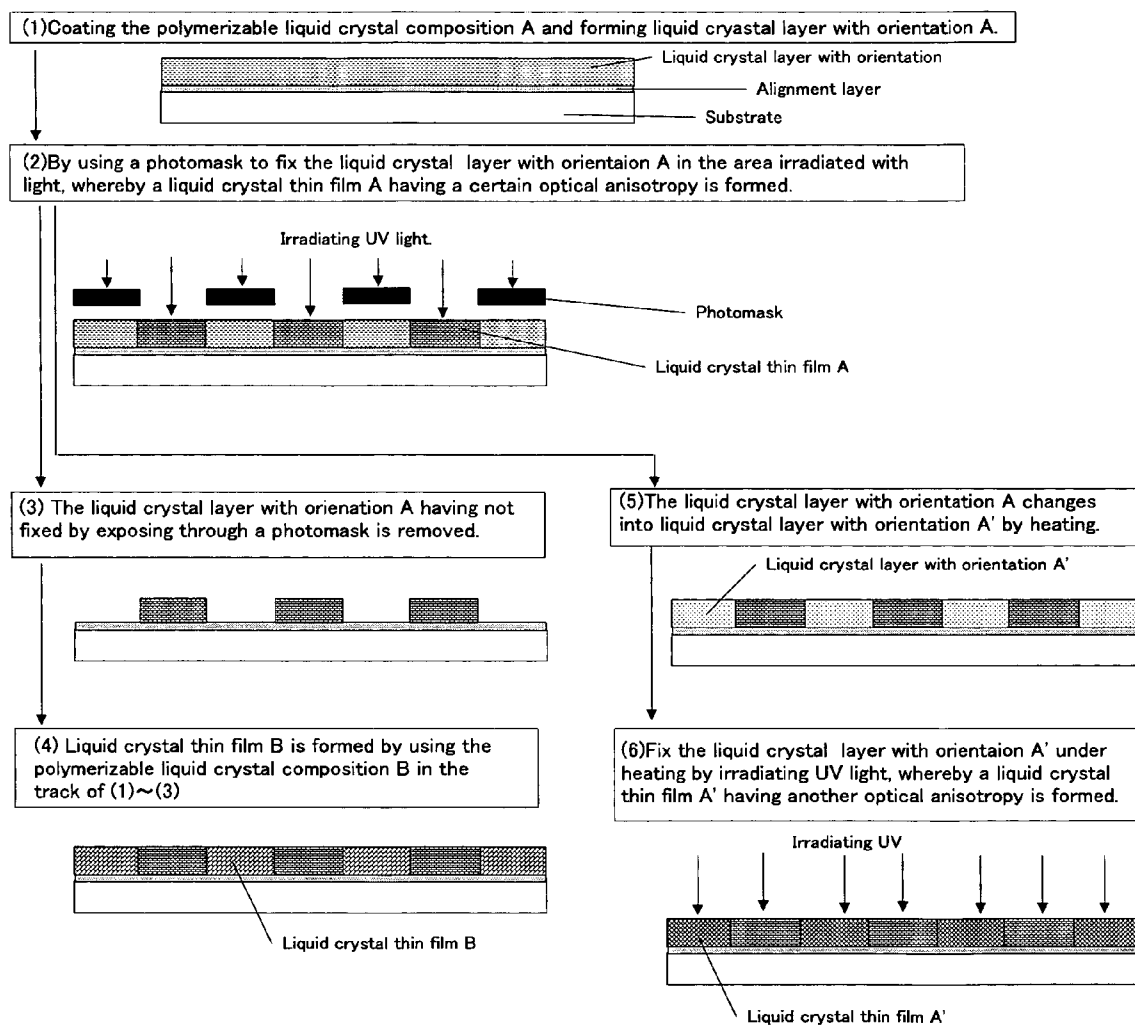 (1)Coating the polymerizable liquid crystal composition A and forming liquid cryastal layer with orientation A.
Liquid crystal layer with orientation
Alignment layer
Substrate
(2)By using a photomask to fix the liquid crystal layer with orientaion A in the area irradiated with
light, whereby a liquid crystal thin film A having a certain optical anisotropy is formed.
Irradiating UV light.
Photomask
Liquid crystal thin film A
(3) The liquid crystal layer with orienation A having not
fixed by exposing through a photomask is removed.
(4) Liquid crystal thin film B is formed by using the
polymerizable liquid crystal composition B in the
track of (1)~(3)
Liquid crystal thin film B
(5)The liquid crystal layer with orientation A changes
into liquid crystal layer with orientation A' by heating.
Liquid crystal layer with orientation A'
(6)Fix the liquid crystal layer with orientaion A' under
heating by irradiating UV light, whereby a liquid crystal
thin film A' having another optical anisotropy is formed.
Irradiating UV
Liquid crystal thin film A'